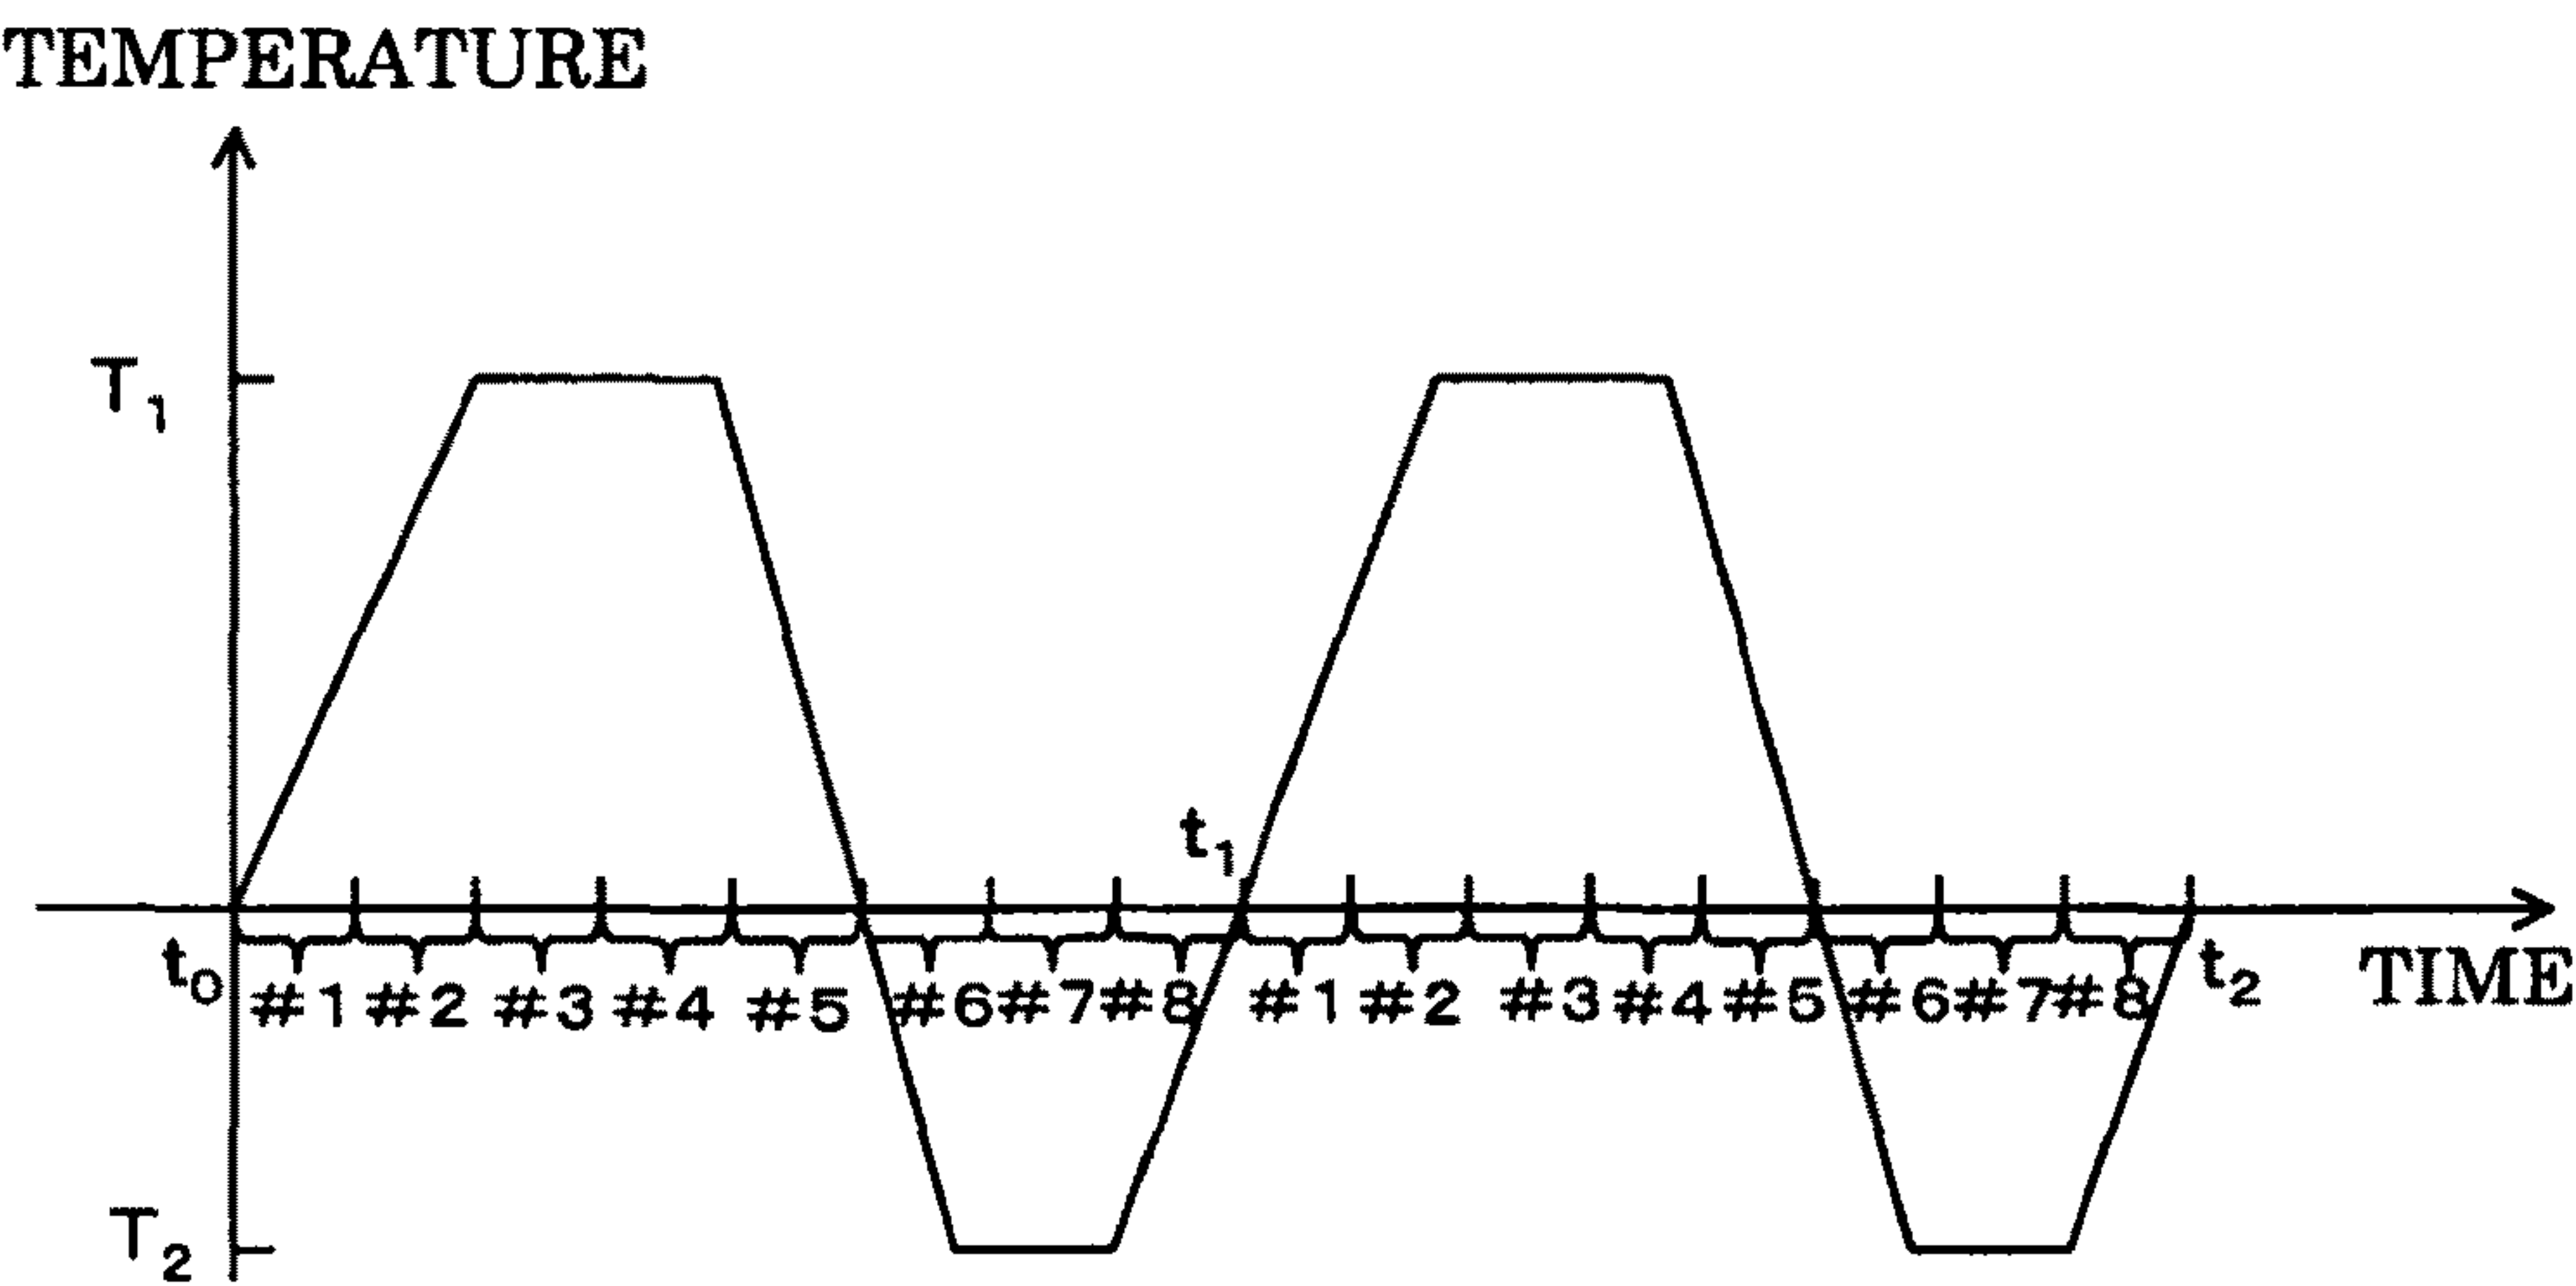 TEMPERATURE
T₁
t₁
t₀ #1 #2 #3 #4 #5 #6 #7 #8 #1 #2 #3 #4 #5 #6 #7 #8 t₂ TIME
T₂